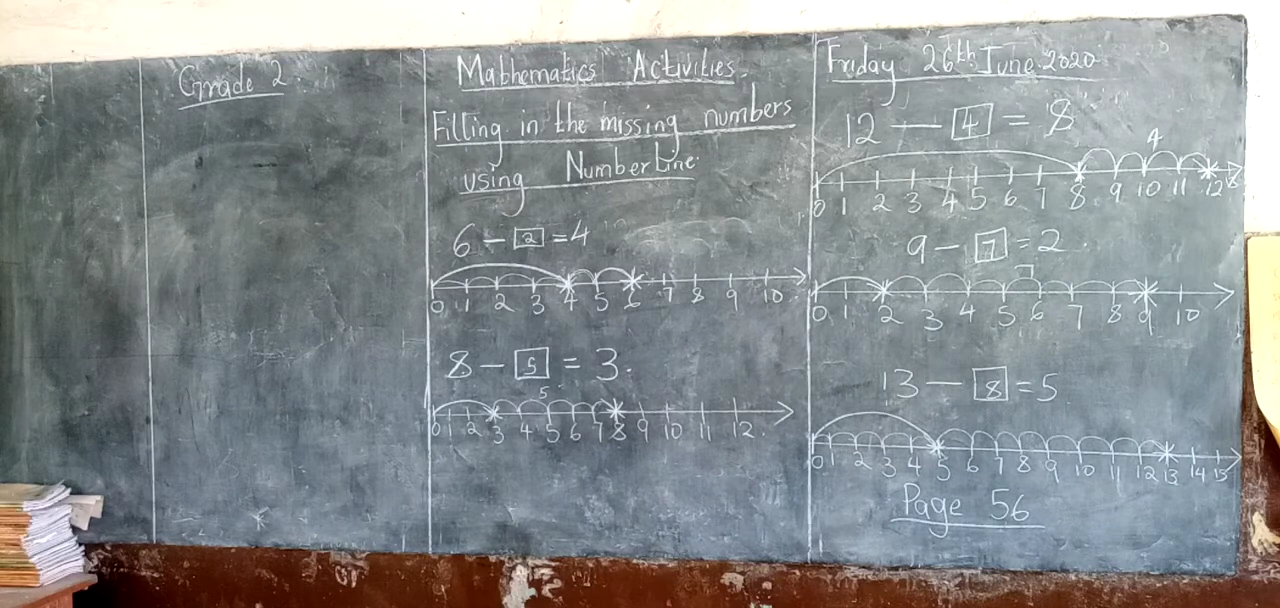 Grade 2
Mathematics Activities.
Filling in the missing numbers
using Number Line.
6 – 2 = 4
0 1 2 3 4 5 6 7 8 9 10
8 – 5 = 3.
5
0 1 2 3 4 5 6 7 8 9 10 11 12
Friday 26th June 2020
12 – 4 = 8
4
0 1 2 3 4 5 6 7 8 9 10 11 12
9 – 7 = 2
7
0 1 2 3 4 5 6 7 8 9 10
13 – 8 = 5
0 1 2 3 4 5 6 7 8 9 10 11 12 13 14 15
Page 56